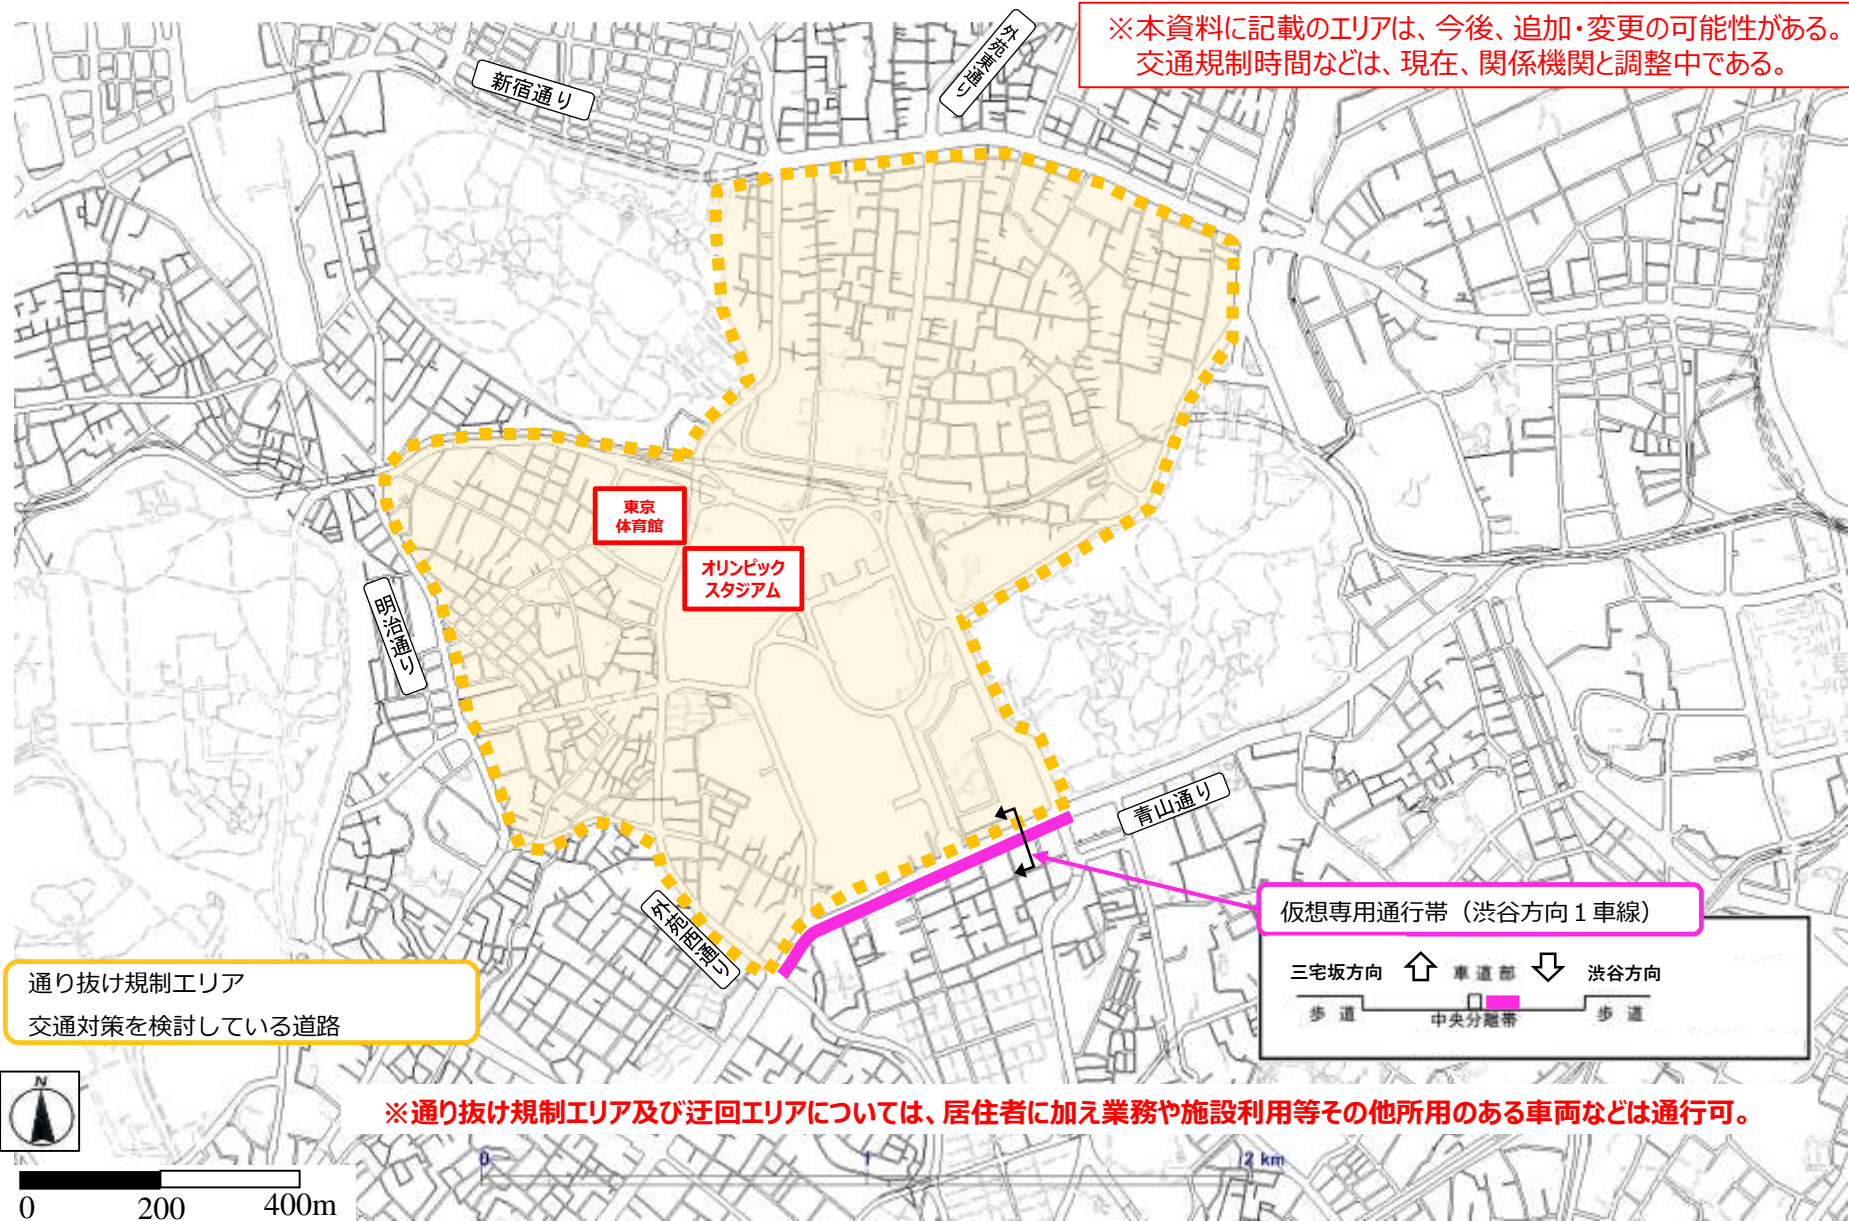 ※本資料に記載のエリアは、今後、追加・変更の可能性がある。
交通規制時間などは、現在、関係機関と調整中である。
外苑東通り
新宿通り
東京
体育館
オリンピック
スタジアム
明治通り
青山通り
外苑西通り
仮想専用通行帯（渋谷方向１車線）
三宅坂方向
車道部
渋谷方向
歩道
中央分離帯
歩道
通り抜け規制エリア
交通対策を検討している道路
N
※通り抜け規制エリア及び迂回エリアについては、居住者に加え業務や施設利用等その他所用のある車両などは通行可。
0 1 2 km
0 200 400m